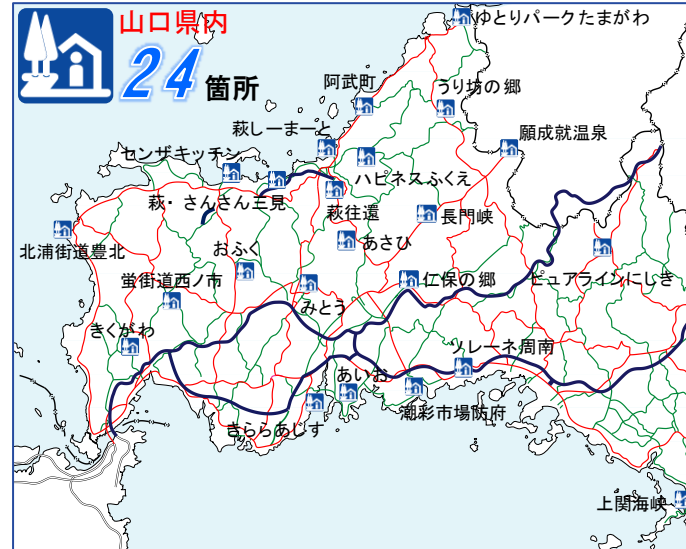 山口県内
24箇所
ゆとりパークたまがわ
阿武町
うり坊の郷
萩しーまーと
願成就温泉
センザキッチン
ハピネスふくえ
萩・さんさん三見
萩往還
長門峡
北浦街道豊北
おふく
あさひ
蛍街道西ノ市
みとう
仁保の郷
ピュアラインにしき
きくがわ
ソレーネ周南
あいお
潮彩市場防府
きららあじす
上関海峡